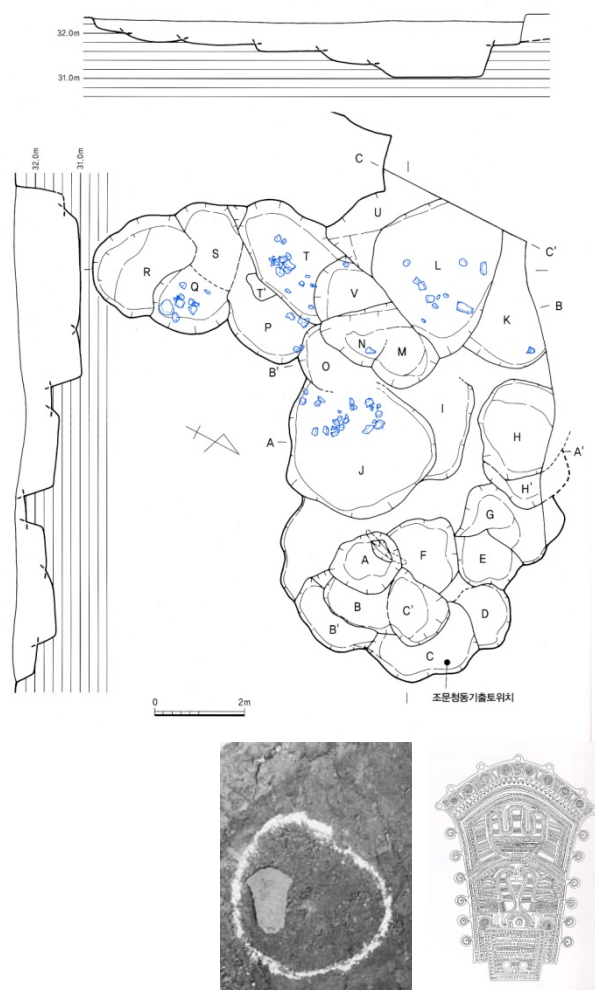 32.0m
31.0m
32.0m
31.0m
C
U
C'
S
T
L
R
B
Q
T'
V
K
P
N
M
O
B'
I
H
A
A'
J
H'
G
A
F
E
B
C'
D
B'
C
0 2m
조문청동기출토위치